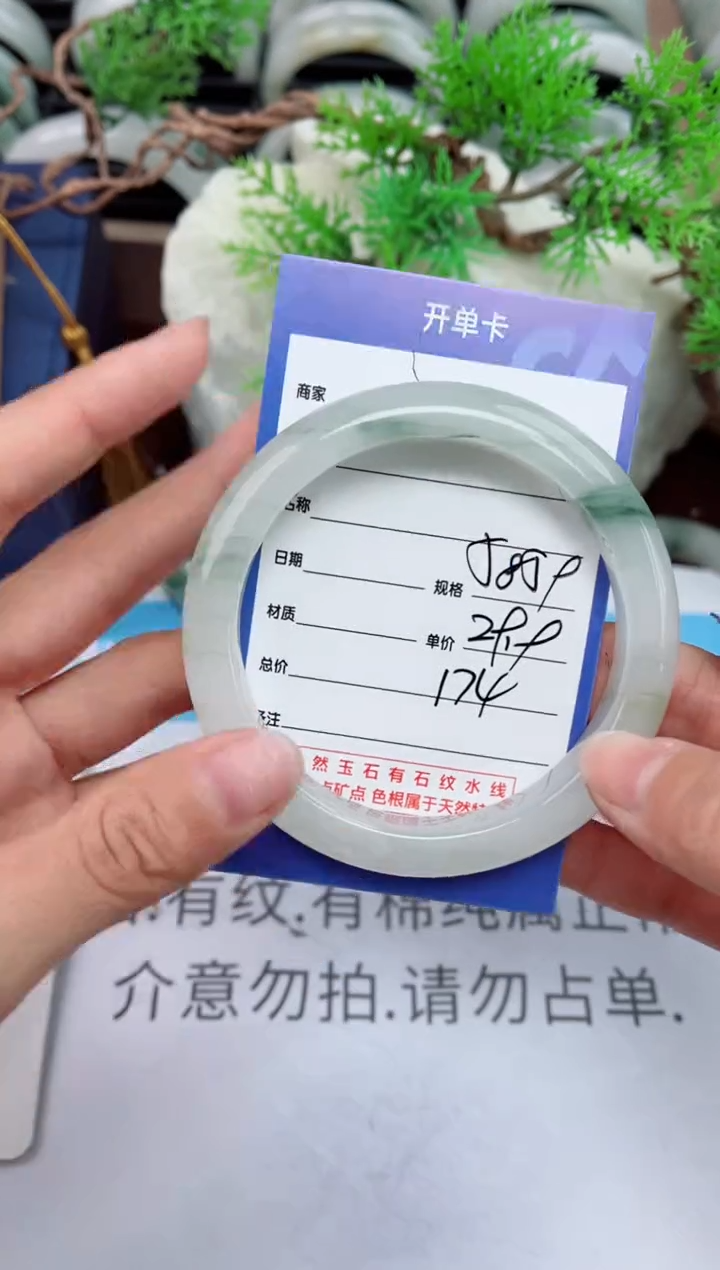 开单卡
商家
称
日期
规格
材质
单价
总价 174
注
然玉石有石纹水线
矿点 色根属于天然
有纹.有棉纯属正
介意勿拍.请勿占单.